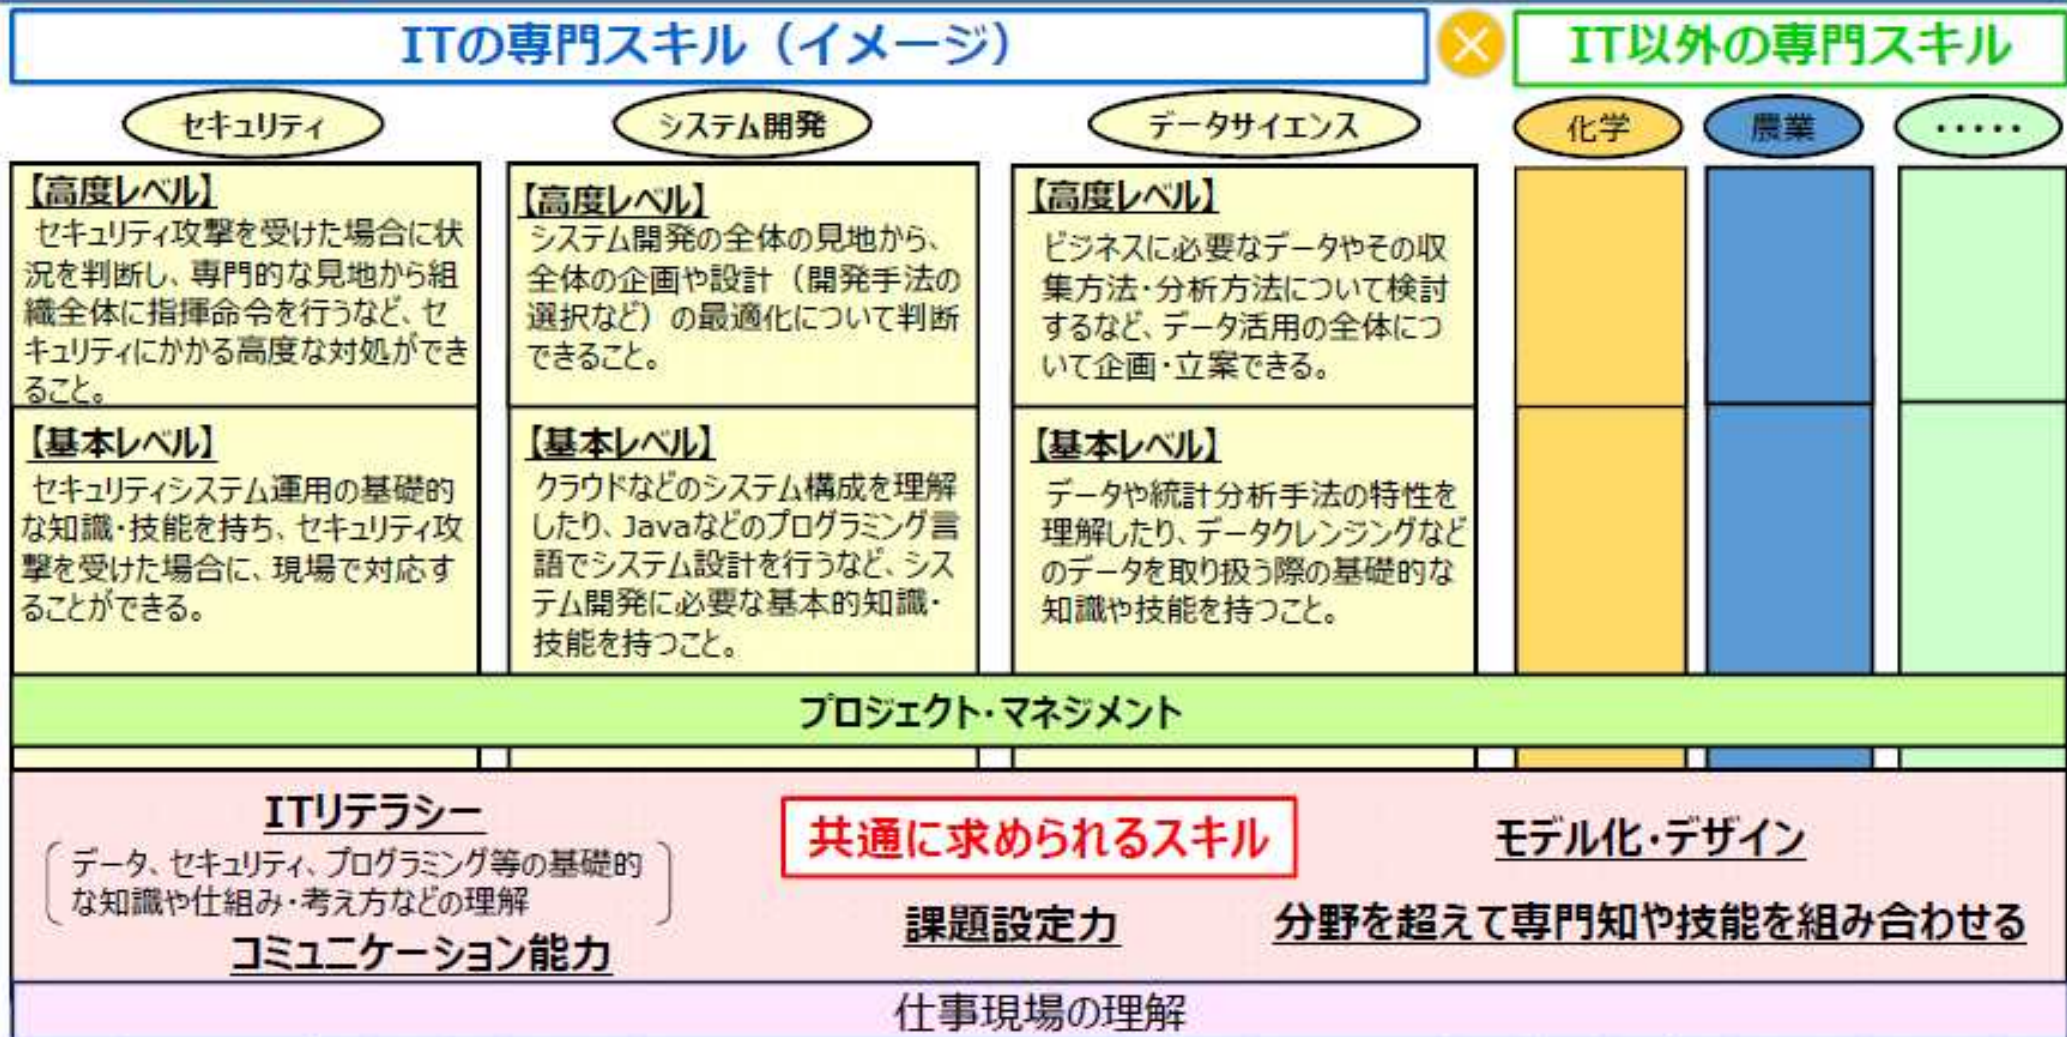 ITの専門スキル（イメージ）
×
IT以外の専門スキル
セキュリティ
システム開発
データサイエンス
化学
農業
・・・・・
【高度レベル】
セキュリティ攻撃を受けた場合に状
況を判断し、専門的な見地から組
織全体に指揮命令を行うなど、セ
キュリティにかかる高度な対処ができ
ること。
【高度レベル】
システム開発の全体の見地から、
全体の企画や設計（開発手法の
選択など）の最適化について判断
できること。
【高度レベル】
ビジネスに必要なデータやその収
集方法・分析方法について検討
するなど、データ活用の全体につ
いて企画・立案できる。
【基本レベル】
セキュリティシステム運用の基礎的
な知識・技能を持ち、セキュリティ攻
撃を受けた場合に、現場で対応す
ることができる。
【基本レベル】
クラウドなどのシステム構成を理解
したり、Javaなどのプログラミング言
語でシステム設計を行うなど、シス
テム開発に必要な基本的知識・
技能を持つこと。
【基本レベル】
データや統計分析手法の特性を
理解したり、データクレンジングなど
のデータを取り扱う際の基礎的な
知識や技能を持つこと。
プロジェクト・マネジメント
ITリテラシー
データ、セキュリティ、プログラミング等の基礎的
な知識や仕組み・考え方などの理解
コミュニケーション能力
共通に求められるスキル
課題設定力
モデル化・デザイン
分野を超えて専門知や技能を組み合わせる
仕事現場の理解